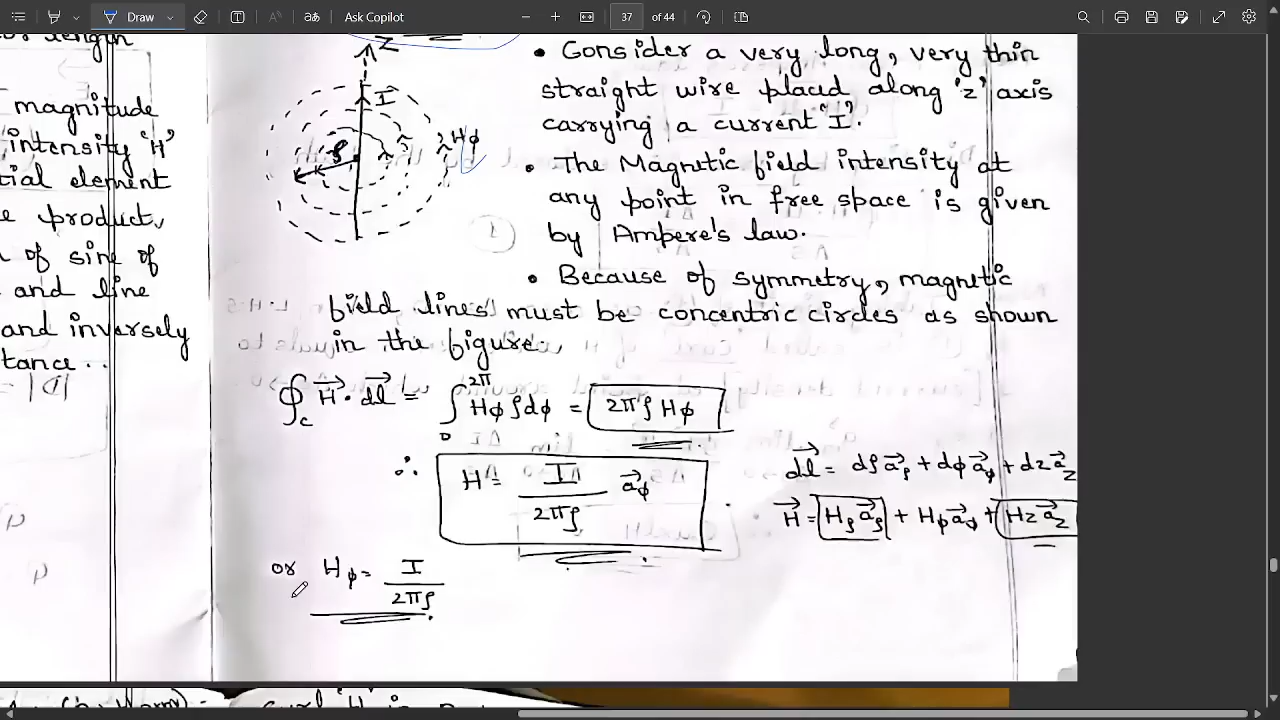 Draw
Ask Copilot
37 of 44
length
magnitude
intensity 'H'
tial element
e product,
of sine of
and line
and inversely
tance..
Z
I
ρ
Hφ
1
• Consider a very long, very thin
straight wire placed along 'z' axis
carrying a current "I".
• The Magnetic field intensity at
any point in free space is given
by Ampere's law.
• Because of symmetry, magnetic
field lines must be concentric circles as shown
in the figure.
∮c H⃗ · dl⃗ = ∫₀^2π Hφ ρdφ = 2πρ Hφ
∴ H = I / 2πρ a⃗φ
dl⃗ = dρ a⃗ρ + dφ a⃗φ + dz a⃗z
H⃗ = Hρ a⃗ρ + Hφ a⃗φ + Hz a⃗z
or Hφ = I / 2πρ